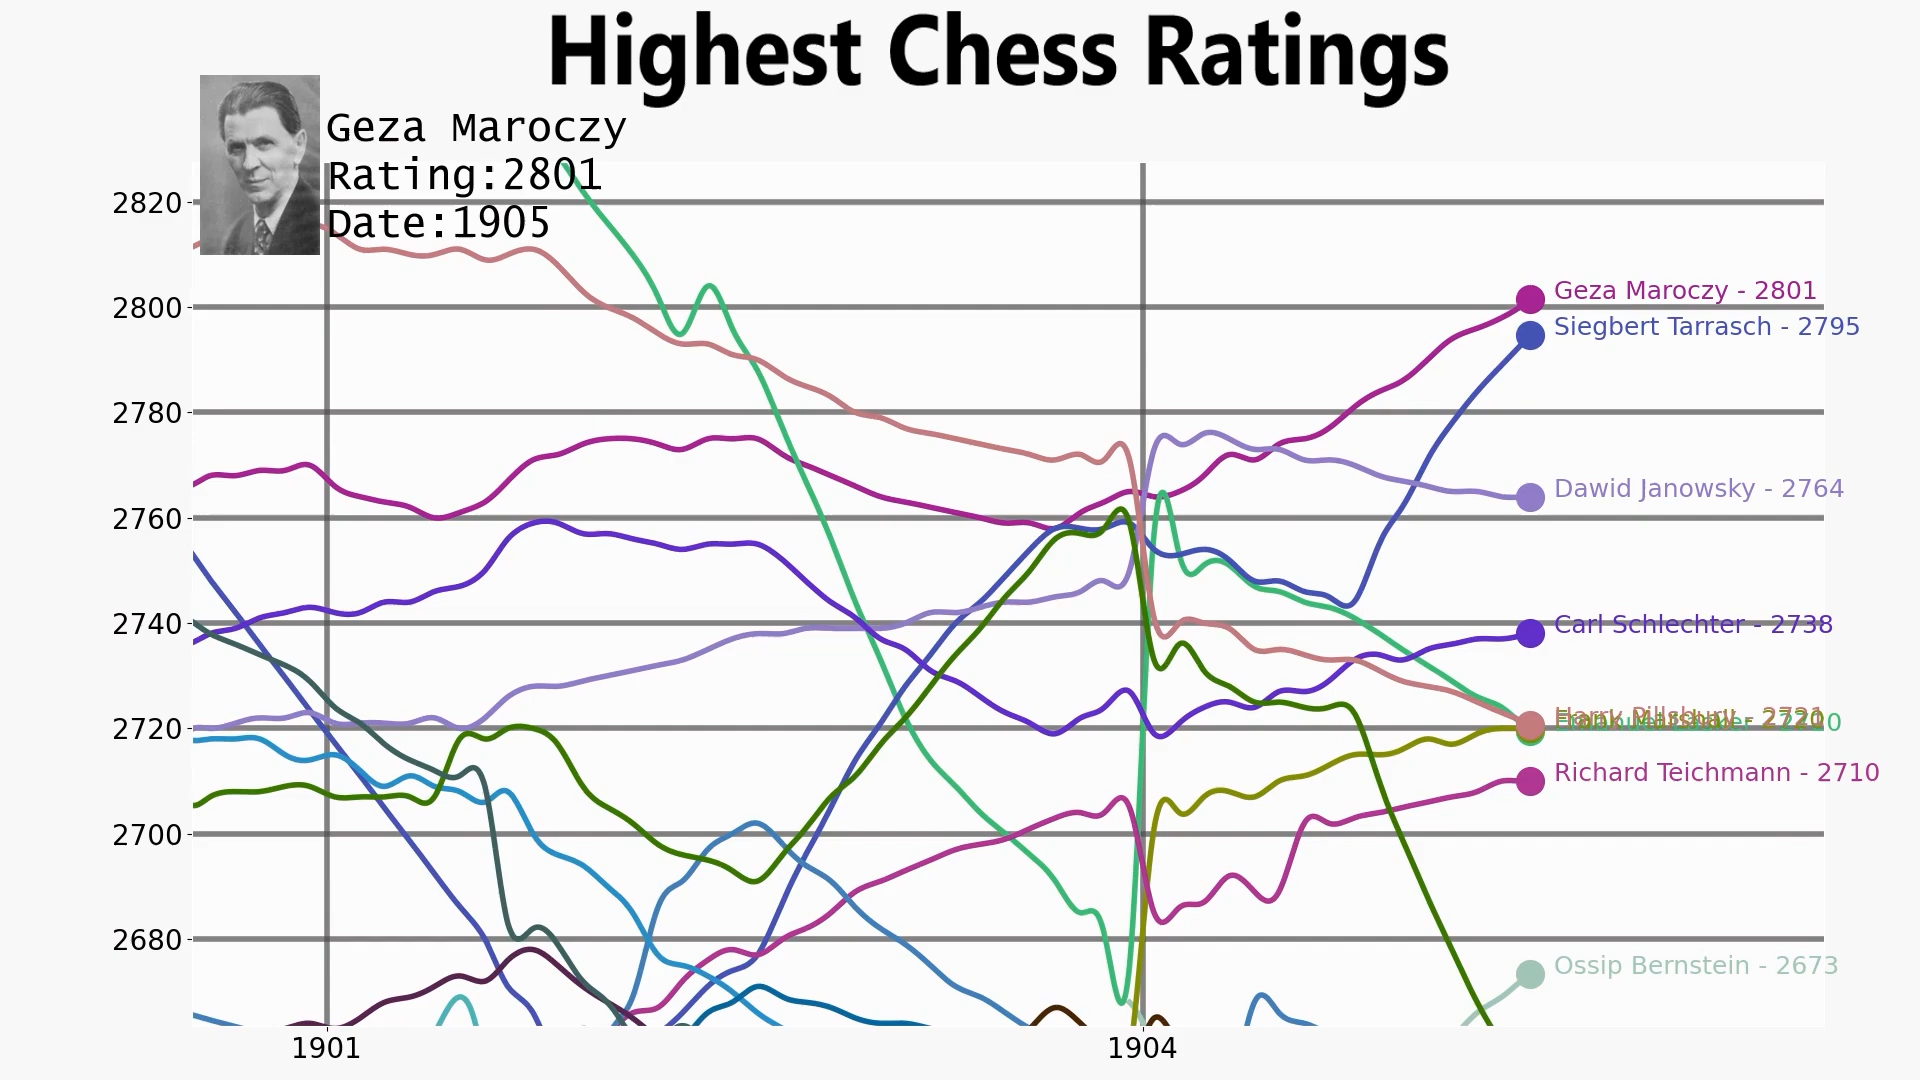 Highest Chess Ratings
Geza Maroczy
Rating:2801
Date:1905
2820
2800
2780
2760
2740
2720
2700
2680
1901
1904
Geza Maroczy - 2801
Siegbert Tarrasch - 2795
Dawid Janowsky - 2764
Carl Schlechter - 2738
Richard Teichmann - 2710
Ossip Bernstein - 2673